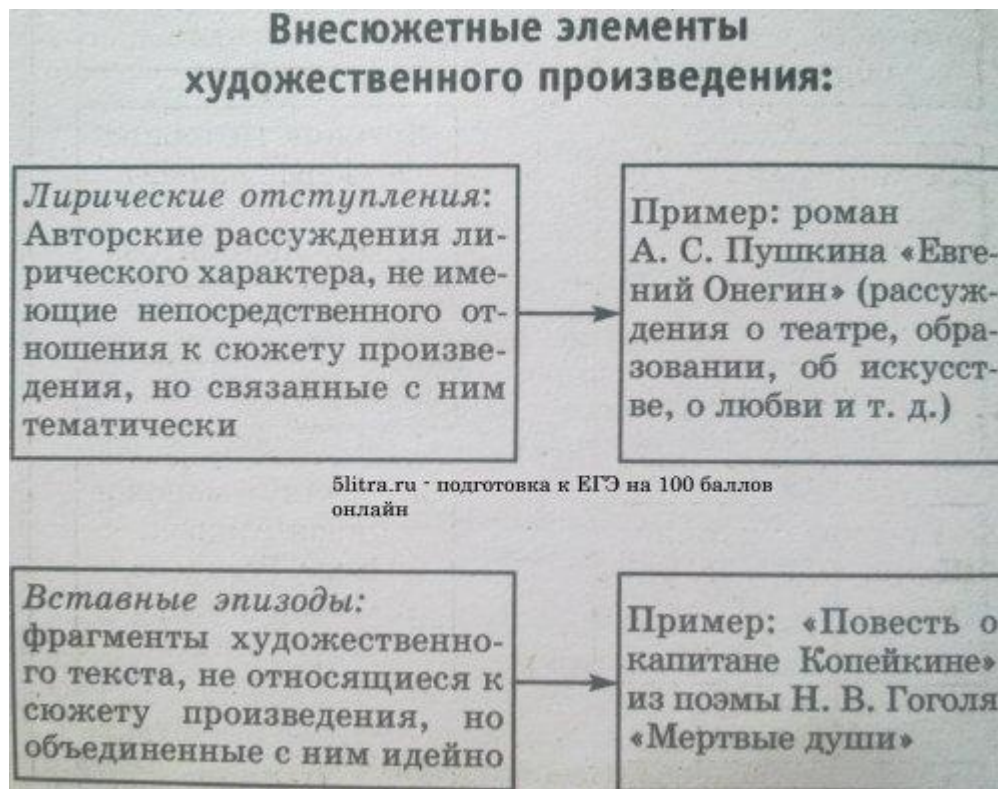 Внесюжетные элементы
художественного произведения:
Лирические отступления:
Авторские рассуждения ли-
рического характера, не име-
ющие непосредственного от-
ношения к сюжету произве-
дения, но связанные с ним
тематически
Пример: роман
А. С. Пушкина «Евге-
ний Онегин» (рассуж-
дения о театре, обра-
зовании, об искусст-
ве, о любви и т. д.)
5litra.ru - подготовка к ЕГЭ на 100 баллов
онлайн
Вставные эпизоды:
фрагменты художественно-
го текста, не относящиеся к
сюжету произведения, но
объединенные с ним идейно
Пример: «Повесть о
капитане Копейкине»
из поэмы Н. В. Гоголя
«Мертвые души»